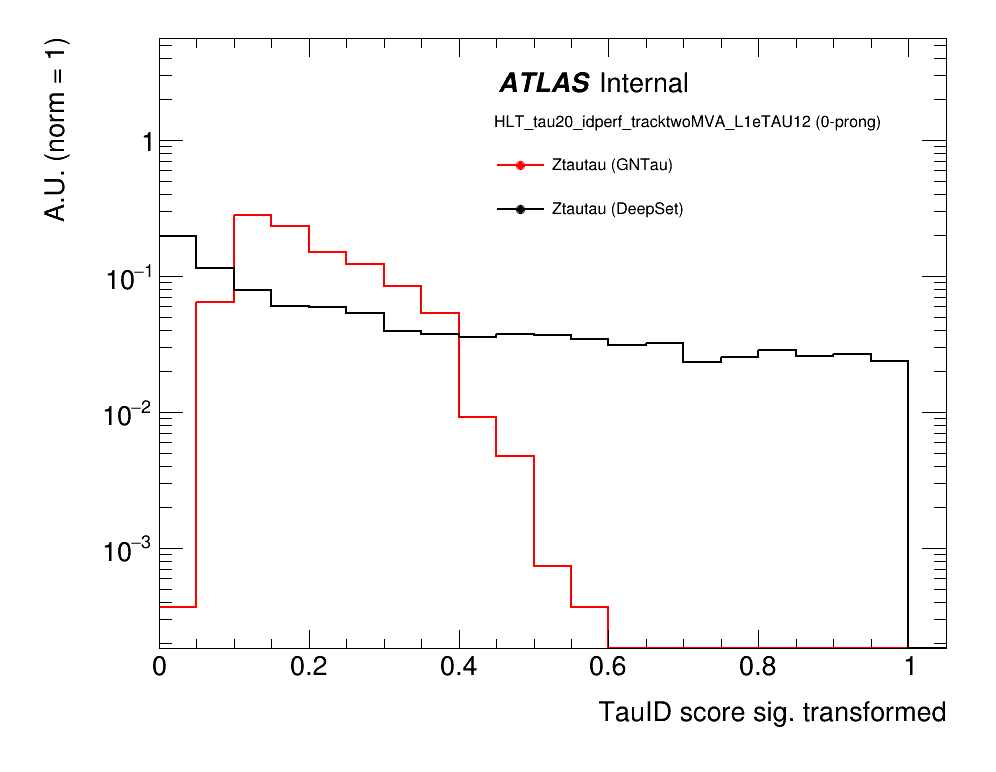 A.U. (norm = 1)
ATLAS Internal
HLT_tau20_idperf_tracktwoMVA_L1eTAU12 (0-prong)
Ztautau (GNTau)
Ztautau (DeepSet)
1
10⁻¹
10⁻²
10⁻³
0 0.2 0.4 0.6 0.8 1
TauID score sig. transformed